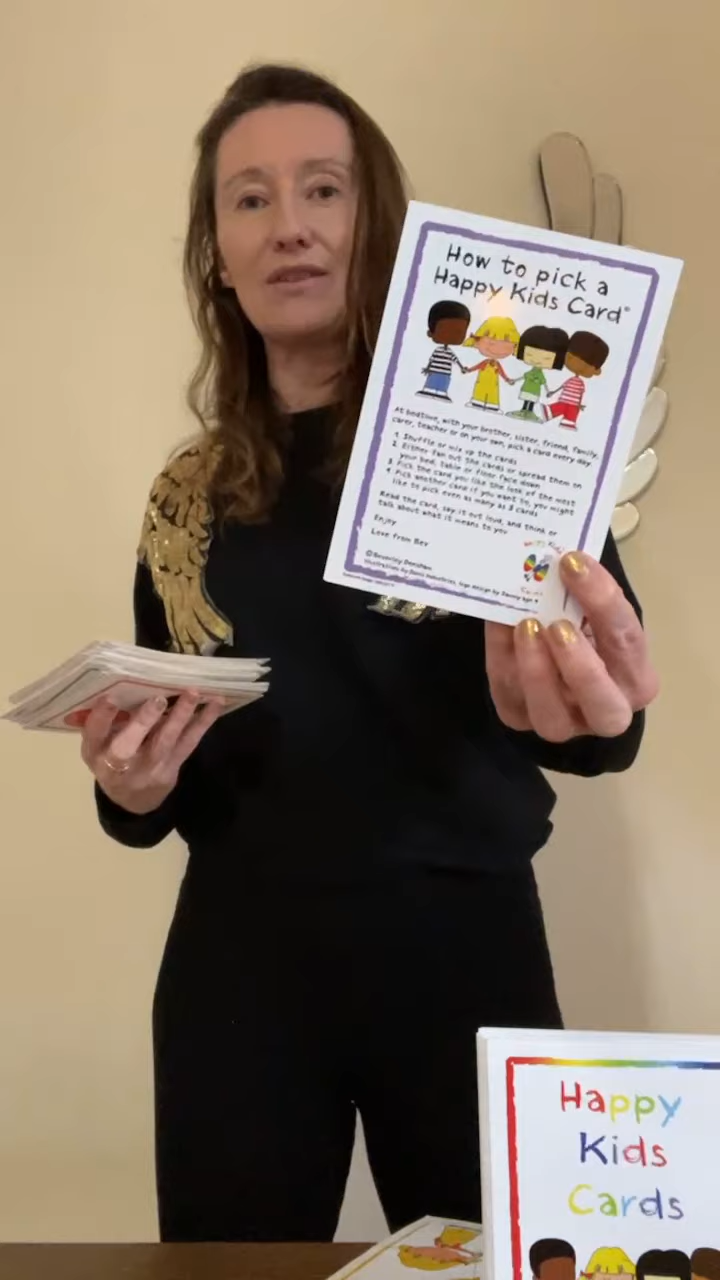 How to pick a
Happy Kids Card®
At bedtime, with your brother, sister, friend, family,
carer, teacher or on your own, pick a card every day
1. Shuffle or mix up the cards
2. Either fan out the cards or spread them on
your bed, table or floor face down
3. Pick the card you like the look of the most
4. Pick another card if you want to, you might
like to pick even as many as 3 cards
Read the card, say it out loud, and think or
talk about what it means to you
Enjoy
Love from Bev
© Beverley Densham
Happy
Kids
Cards